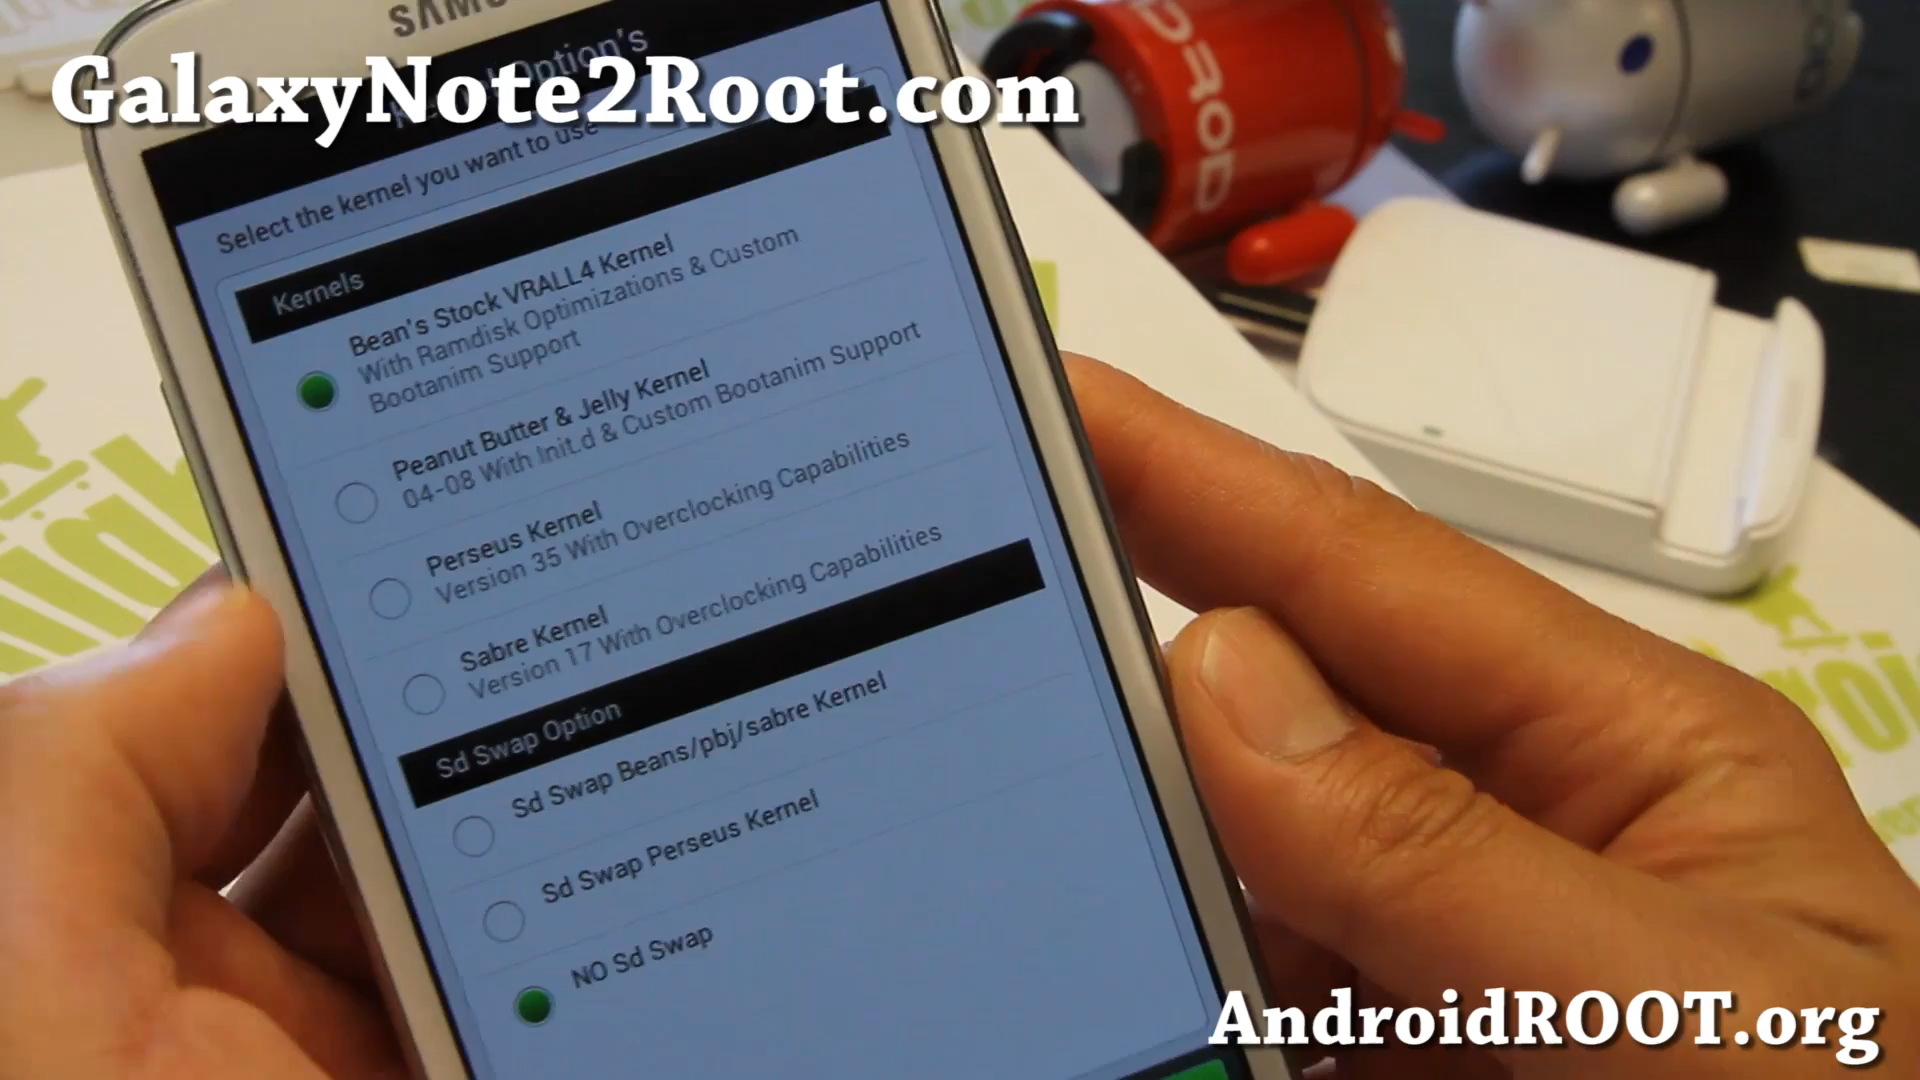 SAMS
GalaxyNote2Root.com
Option's
Select the kernel you want to use
Kernels
Bean's Stock VRALL4 Kernel
With Ramdisk Optimizations & Custom
Bootanim Support
Peanut Butter & Jelly Kernel
04-08 With Init.d & Custom Bootanim Support
Perseus Kernel
Version 35 With Overclocking Capabilities
Sabre Kernel
Version 17 With Overclocking Capabilities
Sd Swap Option
Sd Swap Beans/pbj/sabre Kernel
Sd Swap Perseus Kernel
NO Sd Swap
AndroidROOT.org